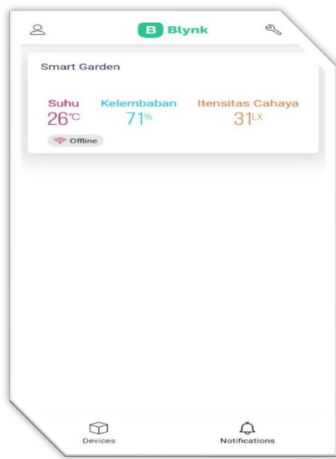 B Blynk
Smart Garden
Suhu Kelembaban Itensitas Cahaya
26°C 71% 31LX
Offline
Devices Notifications